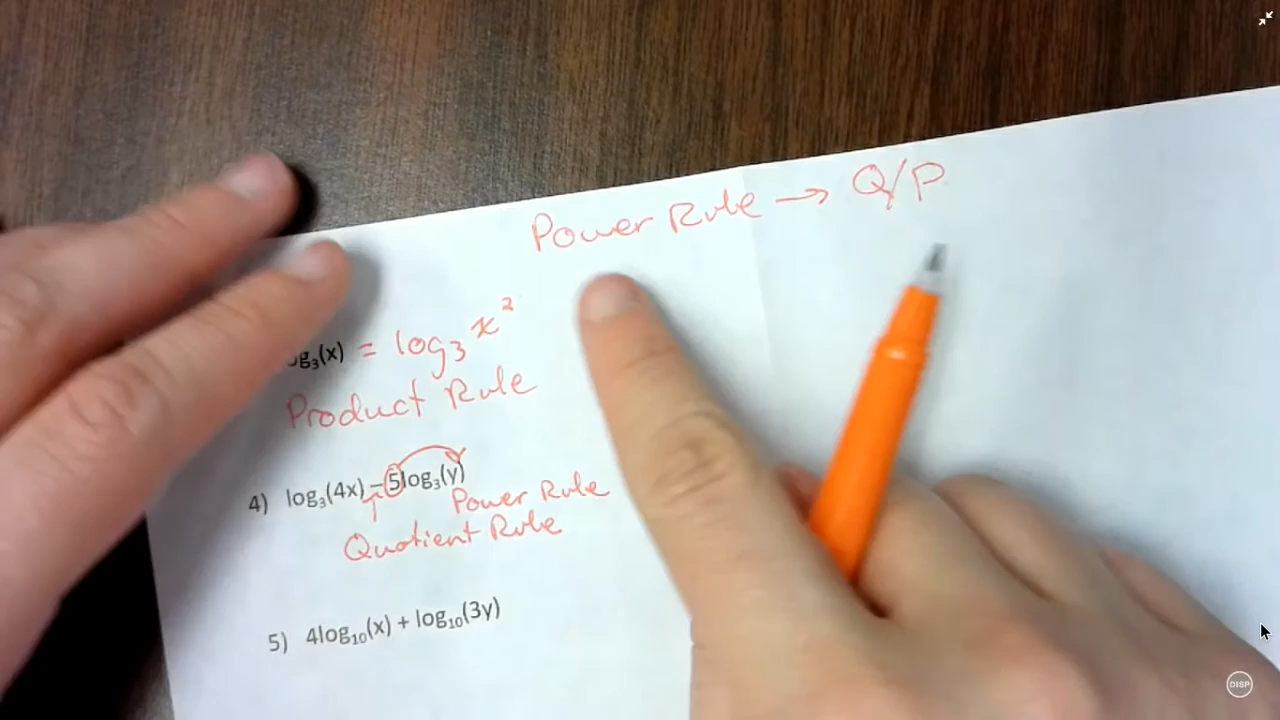 Power Rule → Q/P
og₃(x) = log₃ x²
Product Rule
4) log₃(4x) – 5log₃(y)
Power Rule
Quotient Rule
5) 4log₁₀(x) + log₁₀(3y)
DISP